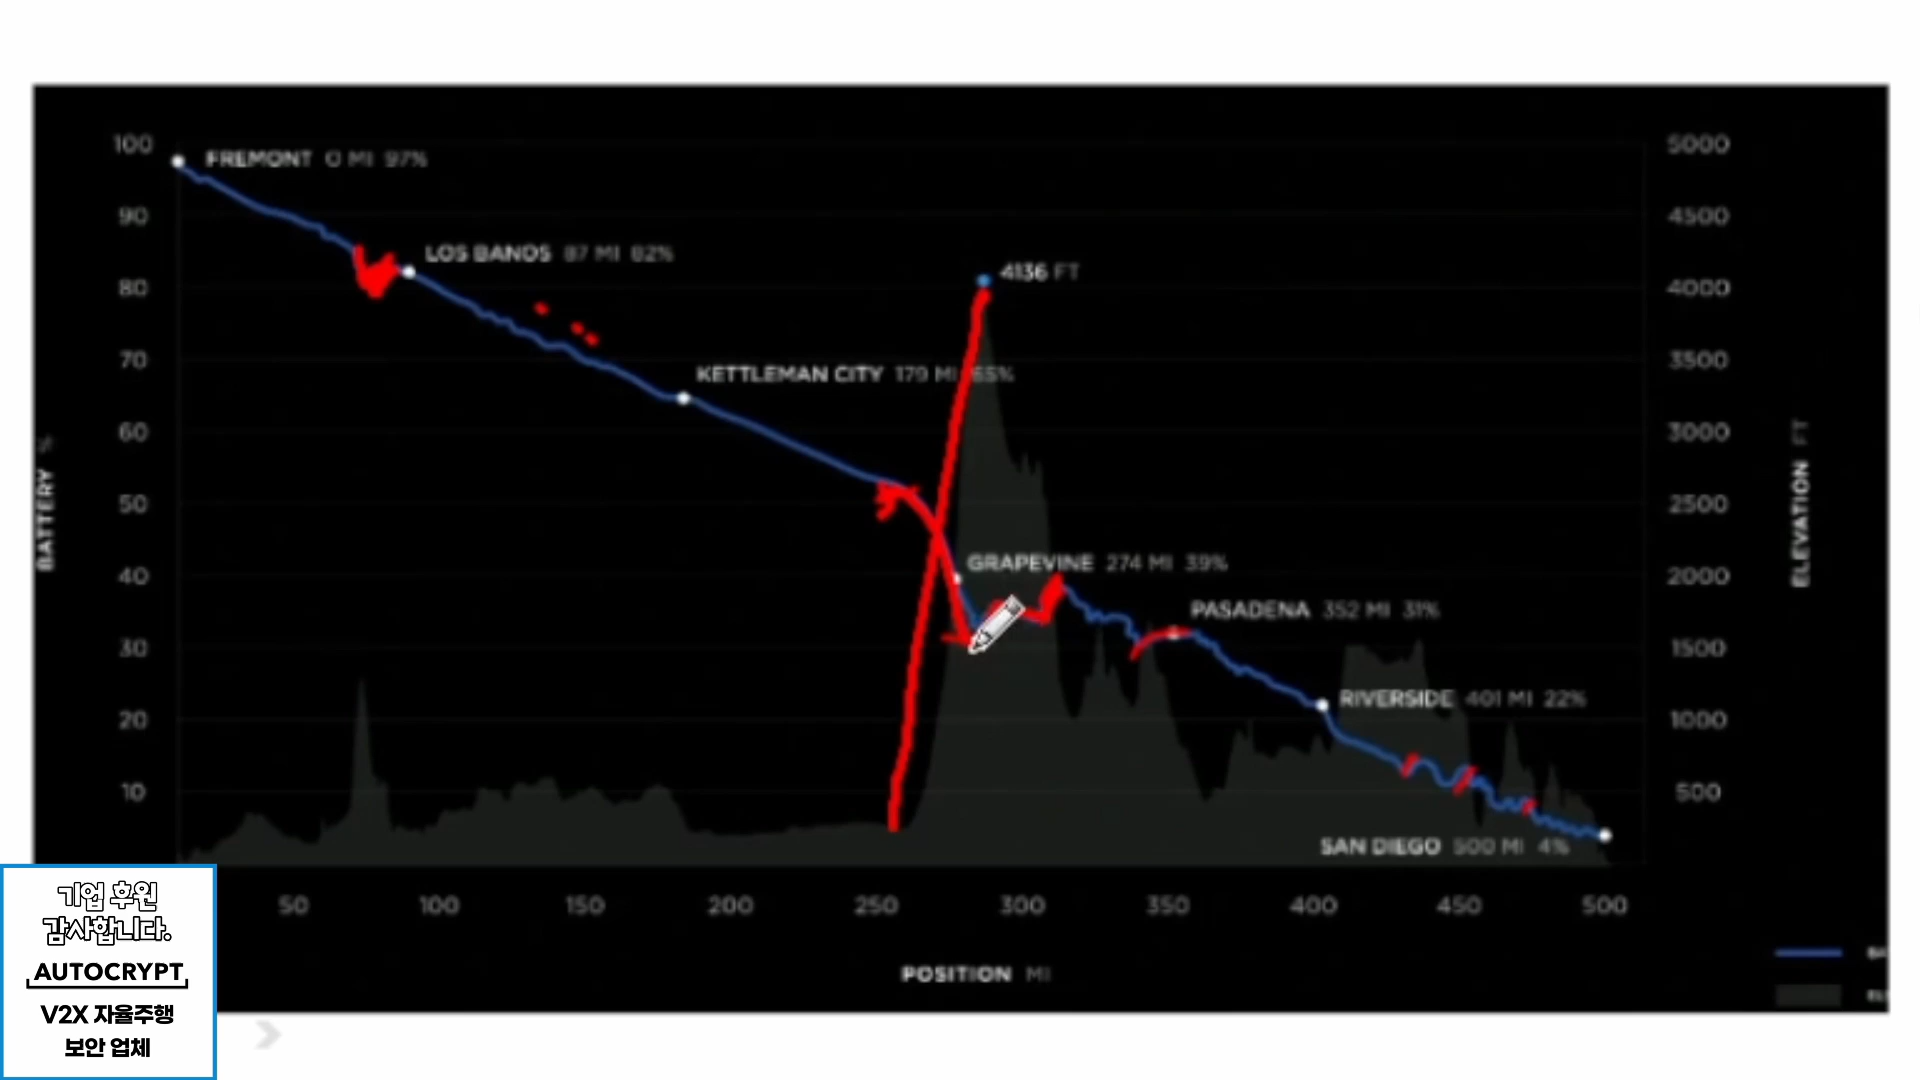 100
FREMONT 0 MI 97%
5000
90
4500
LOS BANOS 87 MI 82%
4136 FT
80
4000
70
KETTLEMAN CITY 179 MI 65%
3500
60
3000
BATTERY %
ELEVATION FT
50
2500
40
GRAPEVINE 274 MI 39%
2000
PASADENA 352 MI 31%
30
1500
RIVERSIDE 401 MI 22%
20
1000
10
500
SAN DIEGO 500 MI 4%
50 100 150 200 250 300 350 400 450 500
POSITION MI
기업 후원
감사합니다.
AUTOCRYPT
V2X 자율주행
보안 업체